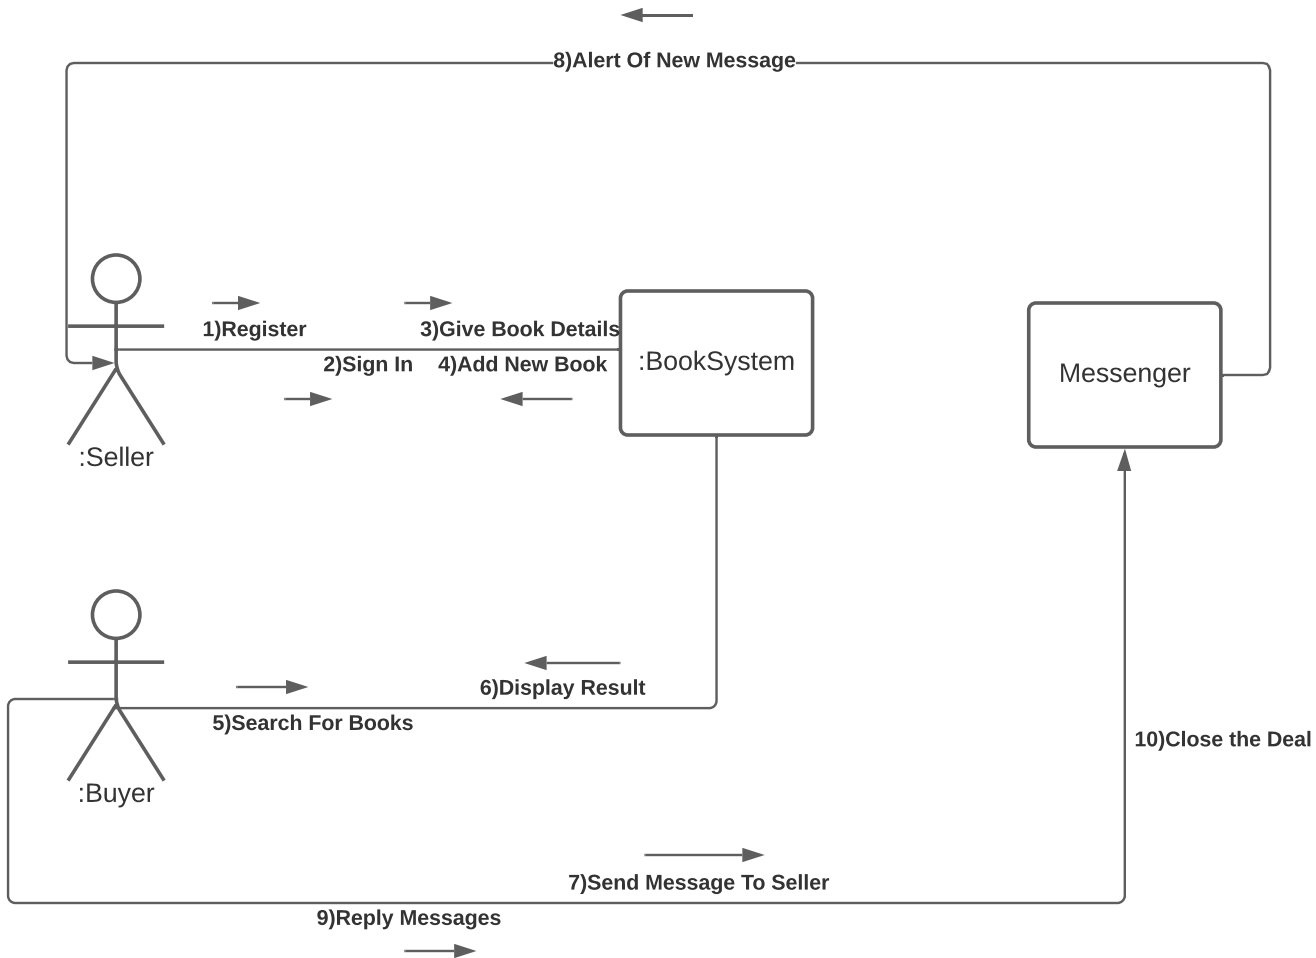 8)Alert Of New Message
1)Register
3)Give Book Details
2)Sign In
4)Add New Book
:BookSystem
Messenger
:Seller
6)Display Result
5)Search For Books
10)Close the Deal
:Buyer
7)Send Message To Seller
9)Reply Messages